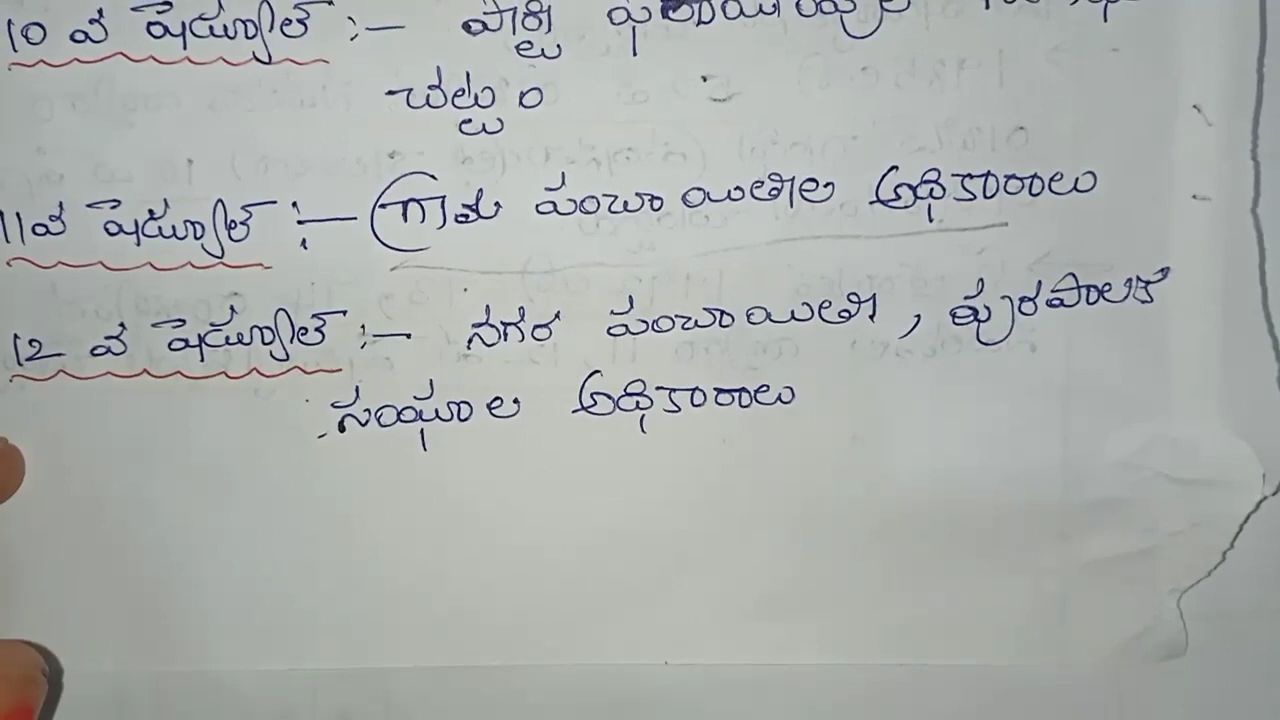 10 వ షెడ్యూల్ :- పార్టీ ఫిరాయింపుల
చట్టం
11వ షెడ్యూల్ :- గ్రామ పంచాయితీల అధికారాలు
12 వ షెడ్యూల్ :- నగర పంచాయితీ, పురపాలక
సంఘాల అధికారాలు